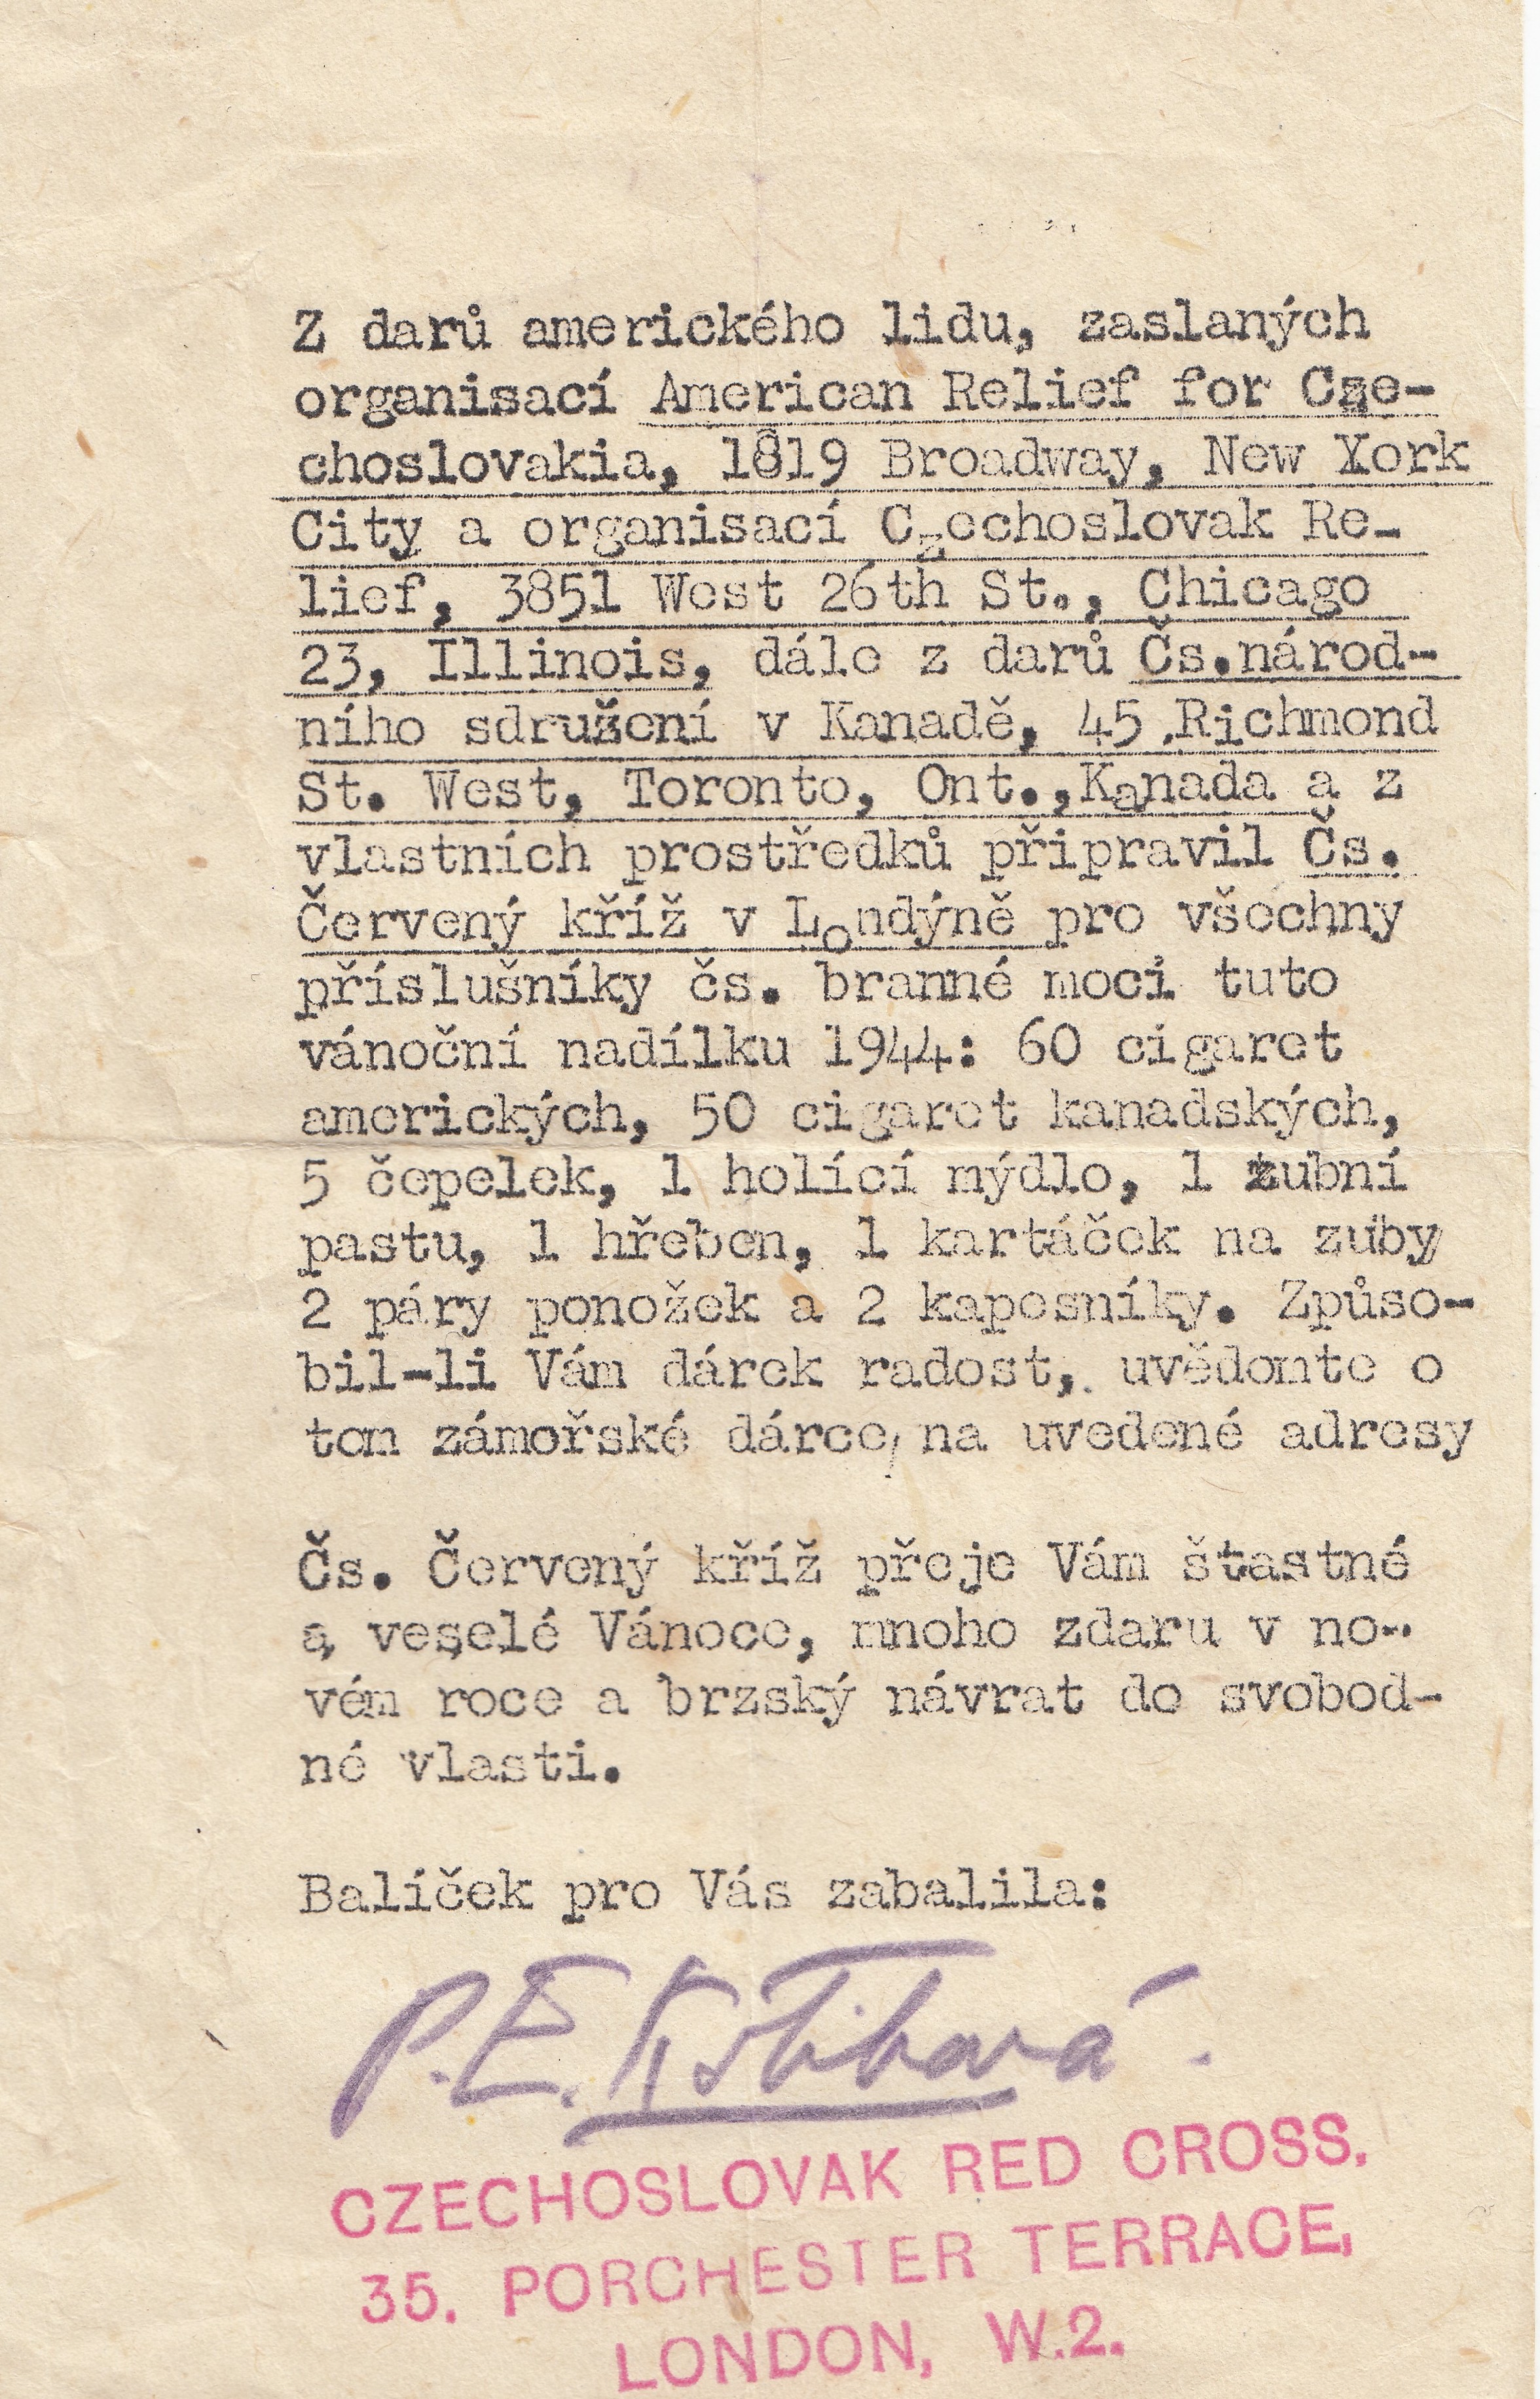 Z darů amerického lidu, zaslaných
organisací American Relief for Cze-
choslovakia, 1819 Broadway, New York
City a organisací Czechoslovak Re-
lief, 3851 West 26th St., Chicago
23, Illinois, dále z darů Čs.národ-
ního sdružení v Kanadě, 45 Richmond
St. West, Toronto, Ont.,Kanada a z
vlastních prostředků připravil Čs.
Červený kříž v Londýně pro všechny
příslušníky čs. branné moci tuto
vánoční nadílku 1944: 60 cigaret
amerických, 50 cigaret kanadských,
5 čepelek, 1 holící mýdlo, 1 zubní
pastu, 1 hřeben, 1 kartáček na zuby
2 páry ponožek a 2 kapesníky. Způso-
bil-li Vám dárek radost, uvědomte o
tom zámořské dárce, na uvedené adresy
Čs. Červený kříž přeje Vám štastné
a veselé Vánoce, mnoho zdaru v no-
vém roce a brzský návrat do svobod-
né vlasti.
Balíček pro Vás zabalila:
P.E.
CZECHOSLOVAK RED CROSS.
35. PORCHESTER TERRACE,
LONDON, W.2.